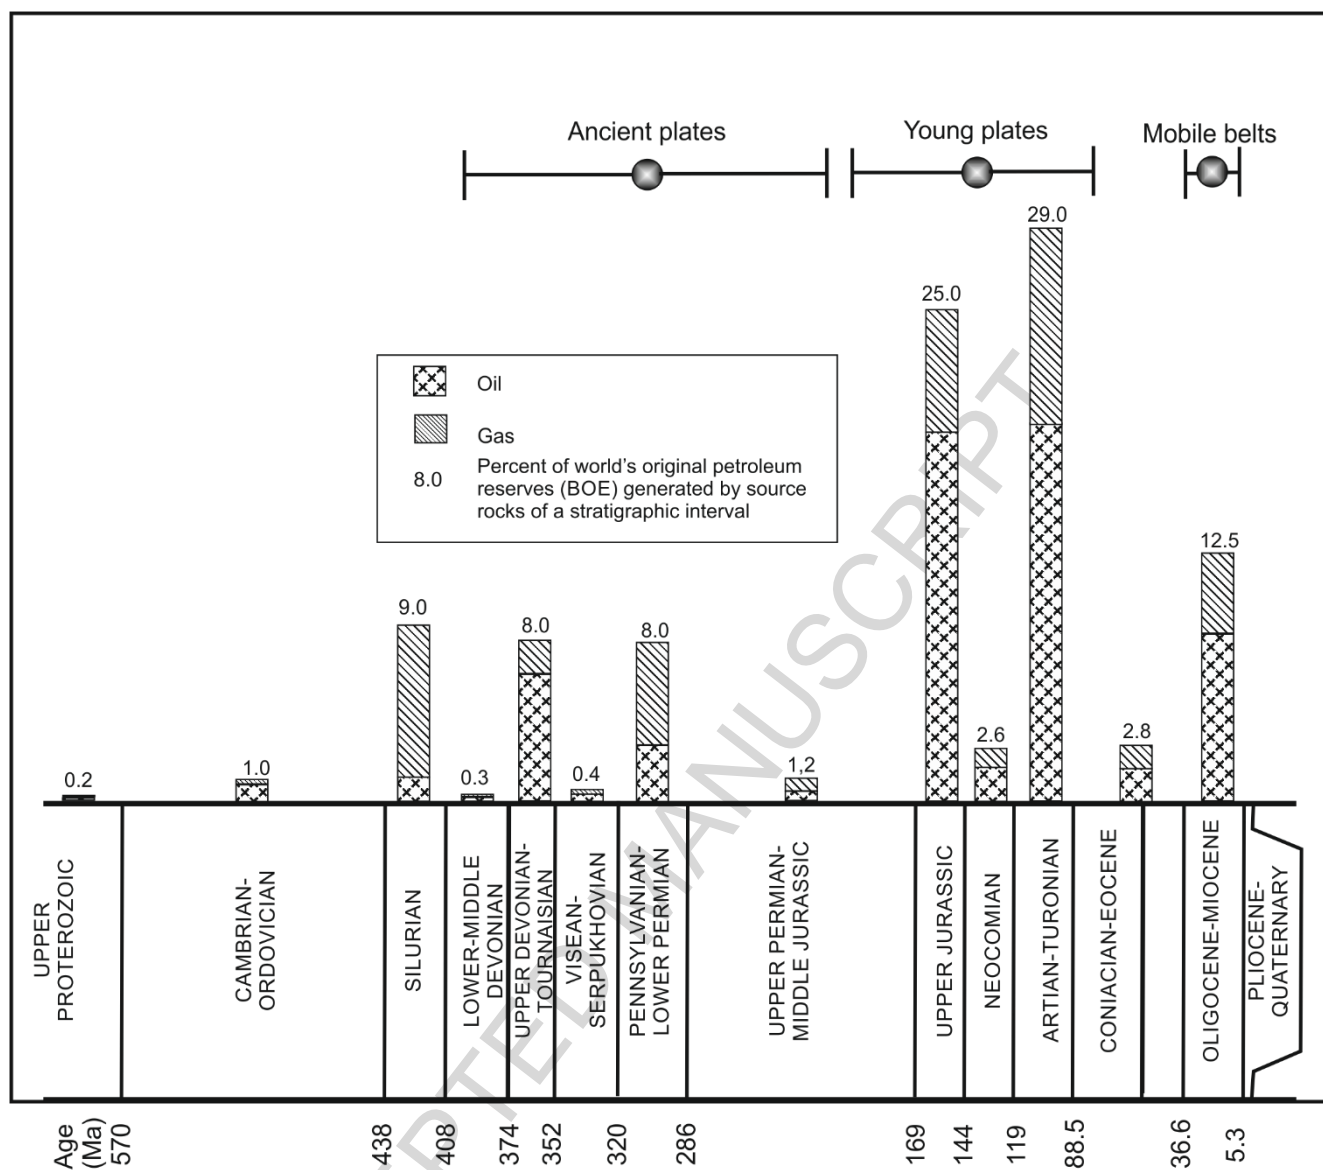 Ancient plates
Young plates
Mobile belts
29.0
25.0
12.5
9.0
8.0
8.0
2.6
2.8
0.2
1.0
0.3
0.4
1,2
Oil
Gas
8.0
Percent of world's original petroleum
reserves (BOE) generated by source
rocks of a stratigraphic interval
UPPER
PROTEROZOIC
CAMBRIAN-
ORDOVICIAN
SILURIAN
LOWER-MIDDLE
DEVONIAN
UPPER DEVONIAN-
TOURNAISIAN
VISEAN-
SERPUKHOVIAN
PENNSYLVANIAN-
LOWER PERMIAN
UPPER PERMIAN-
MIDDLE JURASSIC
UPPER JURASSIC
NEOCOMIAN
ARTIAN-TURONIAN
CONIACIAN-EOCENE
OLIGOCENE-MIOCENE
PLIOCENE-
QUATERNARY
Age
(Ma)
570
438
408
374
352
320
286
169
144
119
88.5
36.6
5.3
PTED MANUSCRIPT